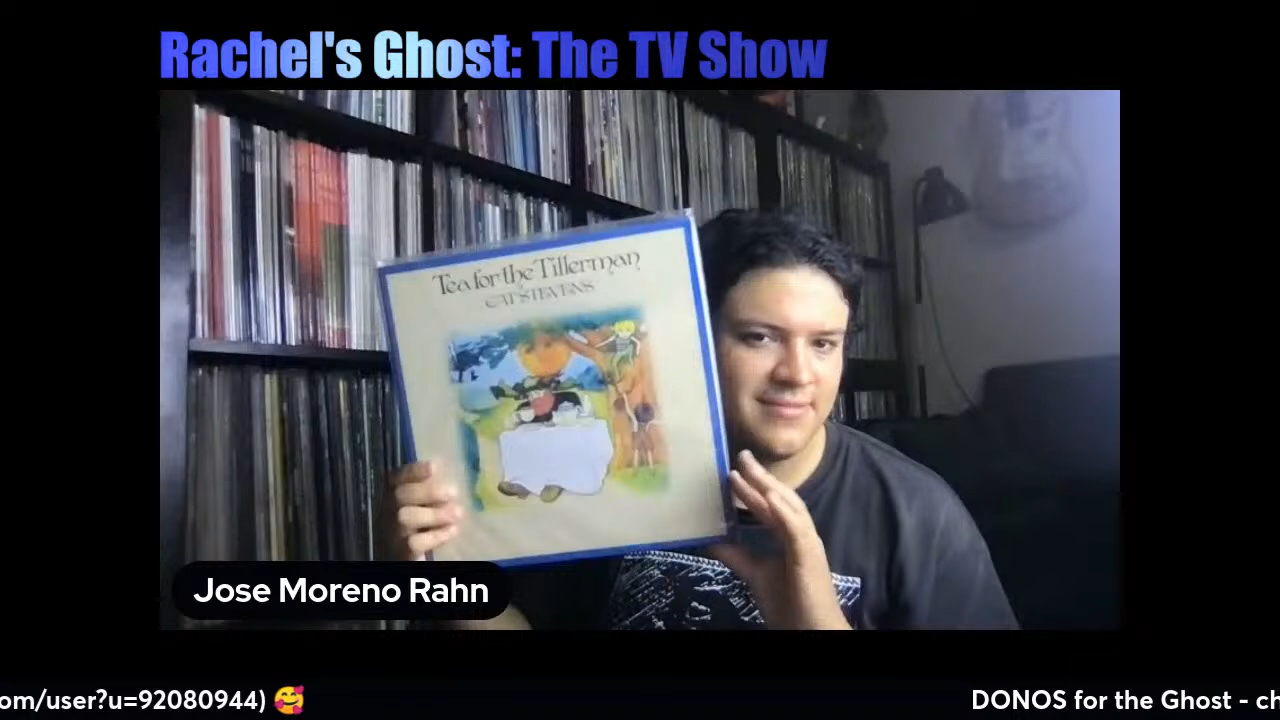 Rachel's Ghost: The TV Show
Tea for the Tillerman
CAT STEVENS
Jose Moreno Rahn
om/user?u=92080944) 🥰
DONOS for the Ghost - ch